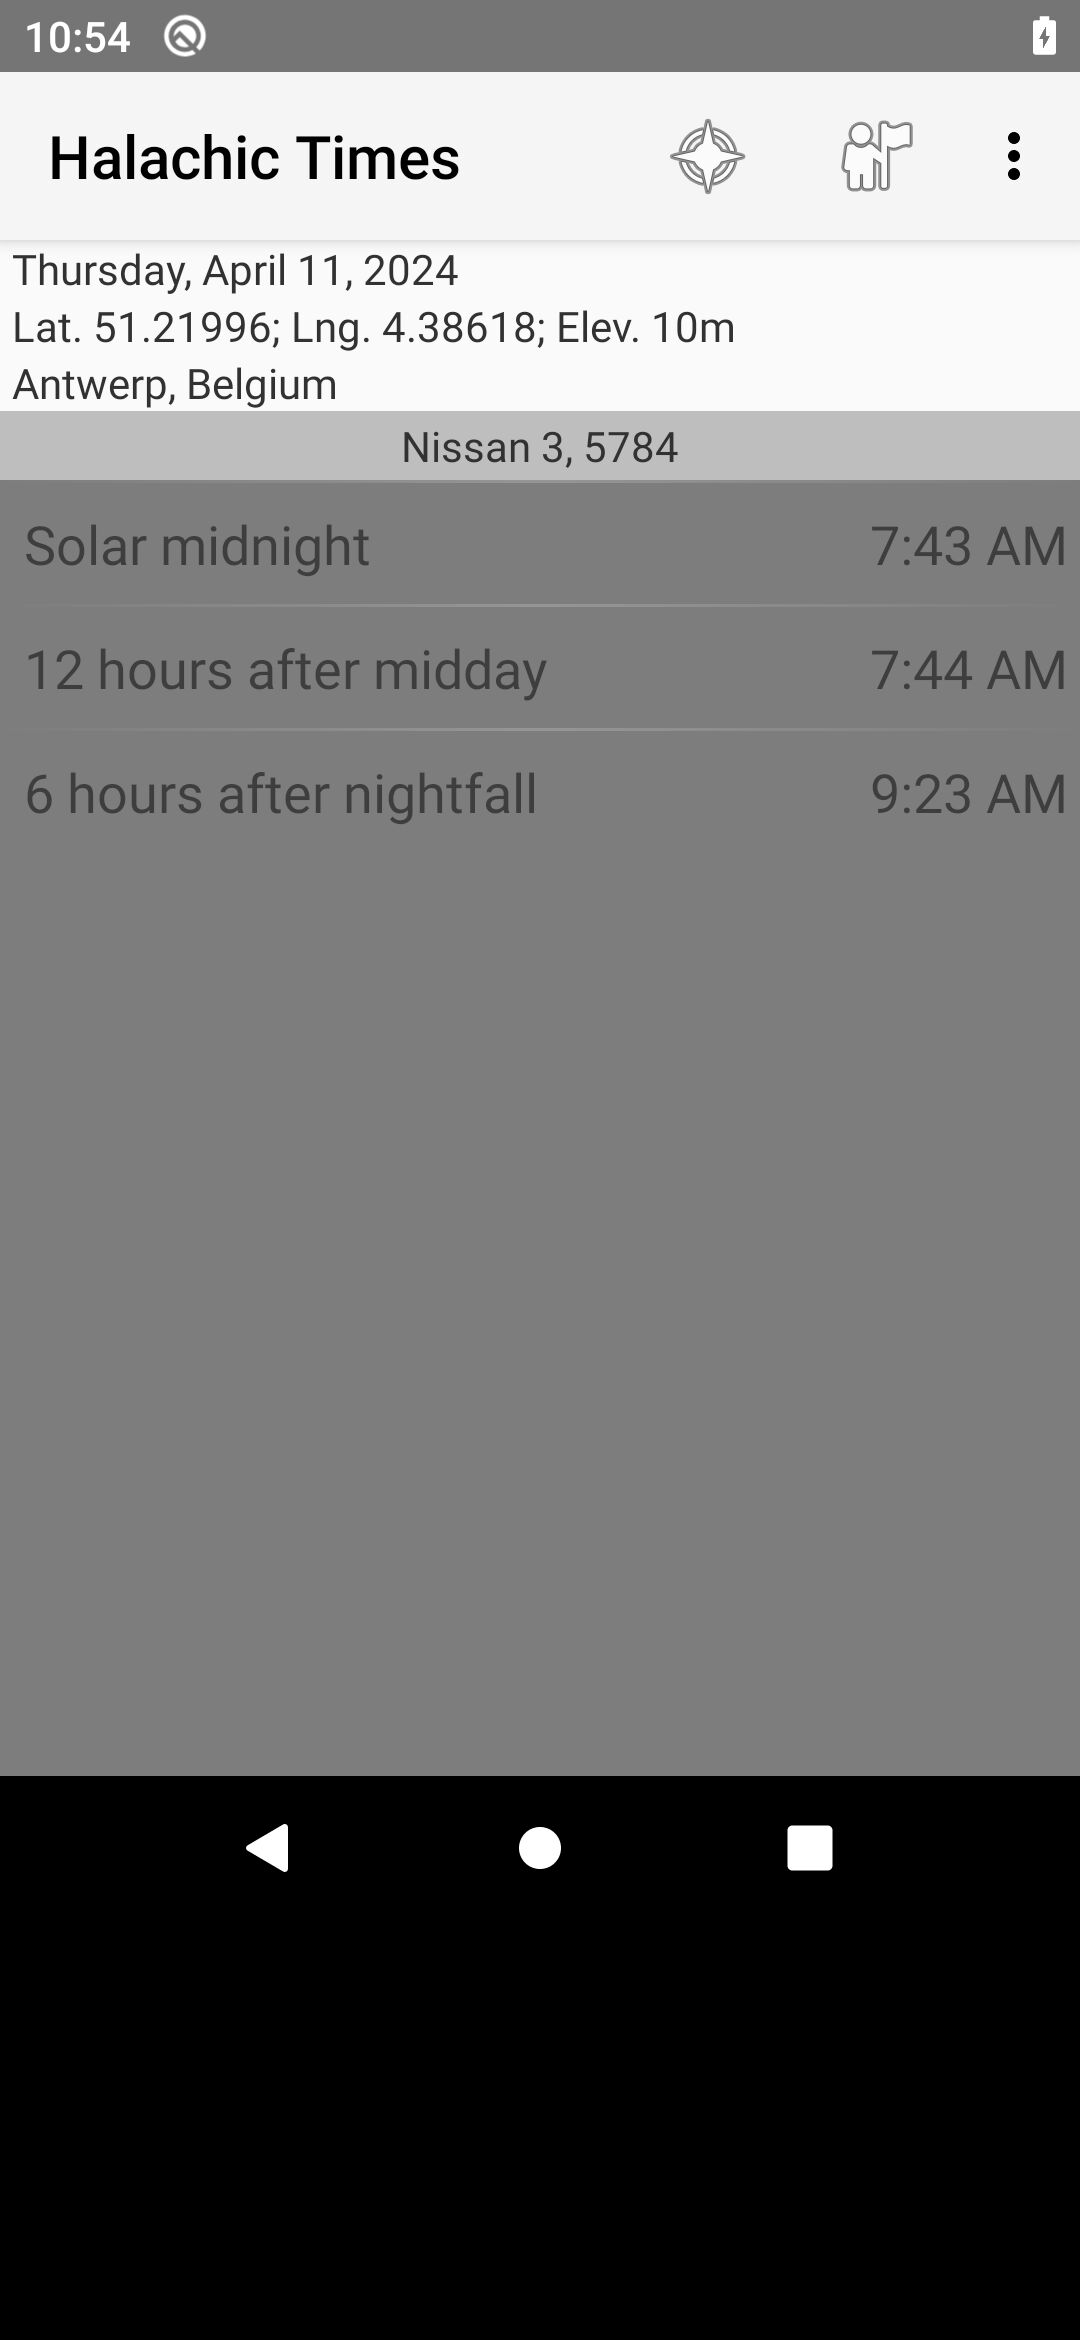 10:54
Halachic Times
Thursday, April 11, 2024
Lat. 51.21996; Lng. 4.38618; Elev. 10m
Antwerp, Belgium
Nissan 3, 5784
Solar midnight 7:43 AM
12 hours after midday 7:44 AM
6 hours after nightfall 9:23 AM